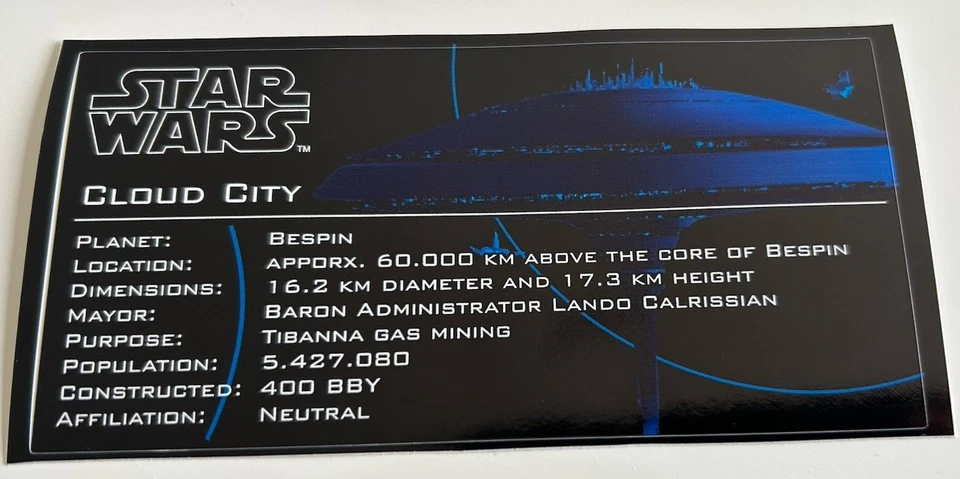 STAR
WARS™
CLOUD CITY
PLANET: BESPIN
LOCATION: APPORX. 60.000 KM ABOVE THE CORE OF BESPIN
DIMENSIONS: 16.2 KM DIAMETER AND 17.3 KM HEIGHT
MAYOR: BARON ADMINISTRATOR LANDO CALRISSIAN
PURPOSE: TIBANNA GAS MINING
POPULATION: 5.427.080
CONSTRUCTED: 400 BBY
AFFILIATION: NEUTRAL